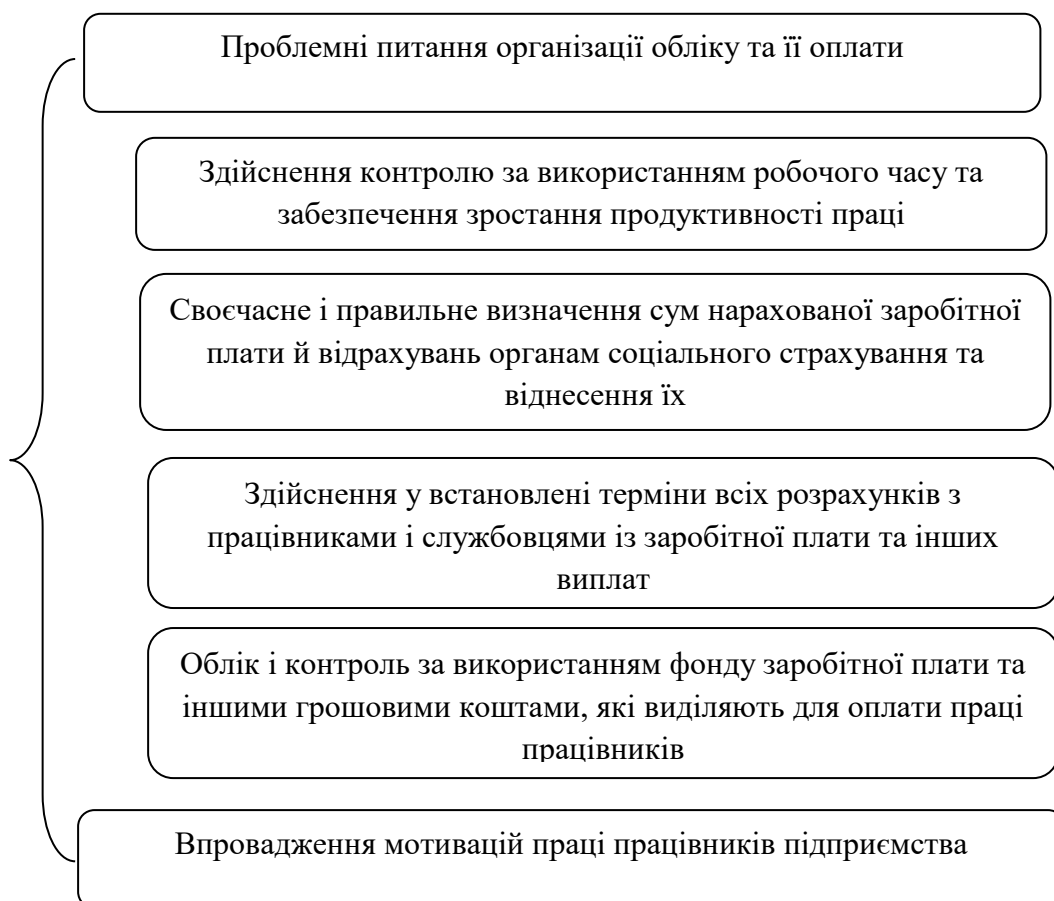 Проблемні питання організації обліку та її оплати
Здійснення контролю за використанням робочого часу та
забезпечення зростання продуктивності праці
Своєчасне і правильне визначення сум нарахованої заробітної
плати й відрахувань органам соціального страхування та
віднесення їх
Здійснення у встановлені терміни всіх розрахунків з
працівниками і службовцями із заробітної плати та інших
виплат
Облік і контроль за використанням фонду заробітної плати та
іншими грошовими коштами, які виділяють для оплати праці
працівників
Впровадження мотивацій праці працівників підприємства